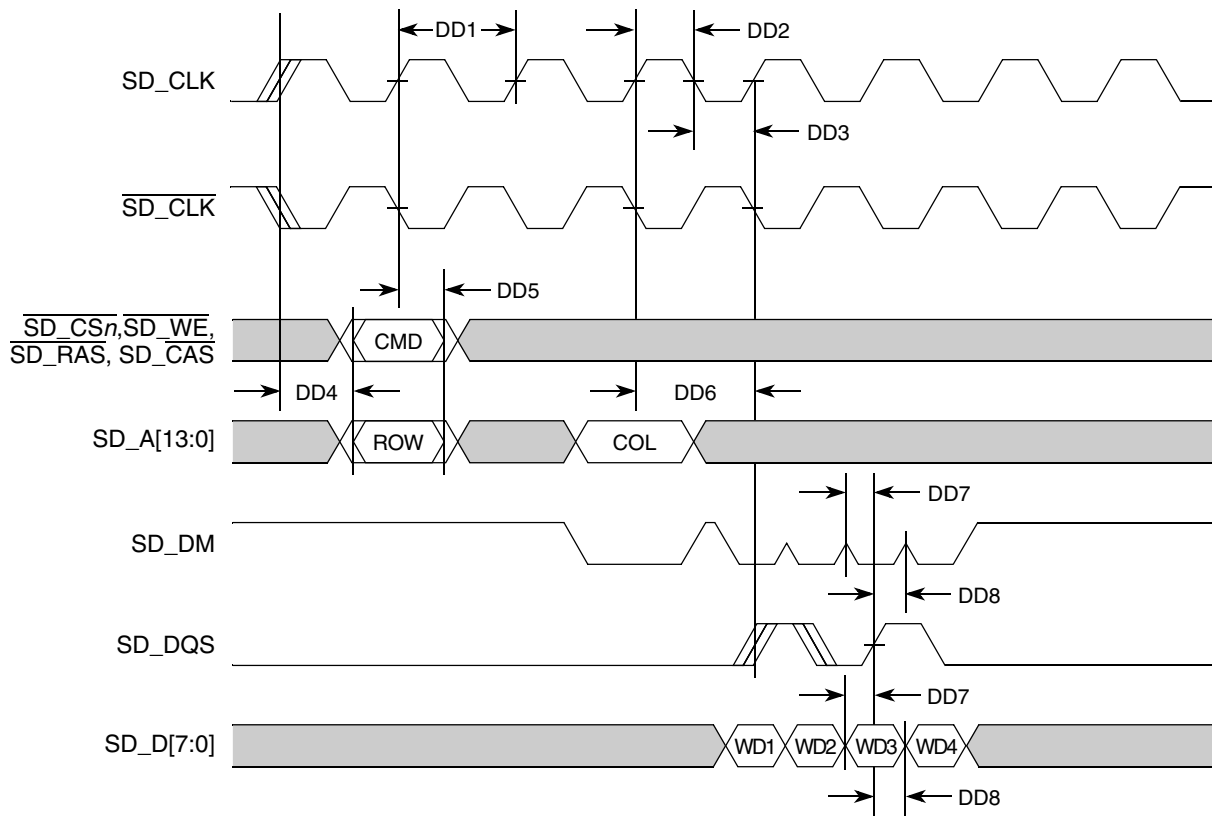 DD1
DD2
SD_CLK
DD3
SD_CLK
DD5
SD_CSn,SD_WE,
SD_RAS, SD_CAS
CMD
DD4
DD6
SD_A[13:0]
ROW
COL
DD7
SD_DM
DD8
SD_DQS
DD7
SD_D[7:0]
WD1
WD2
WD3
WD4
DD8